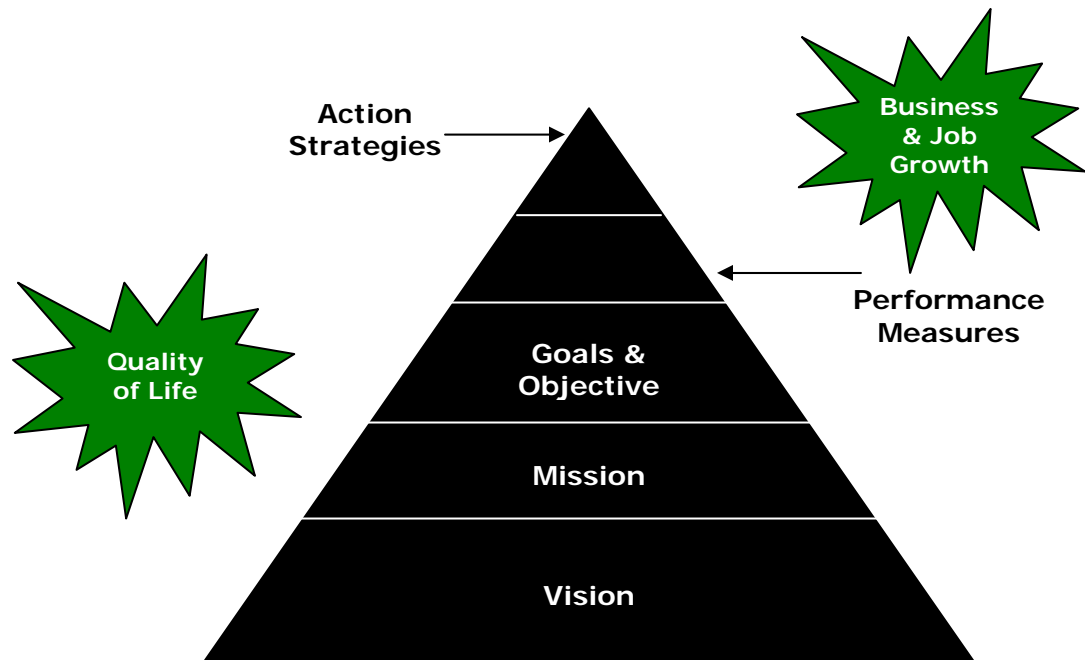 Action
Strategies
Business
& Job
Growth
Performance
Measures
Quality
of Life
Goals &
Objective
Mission
Vision